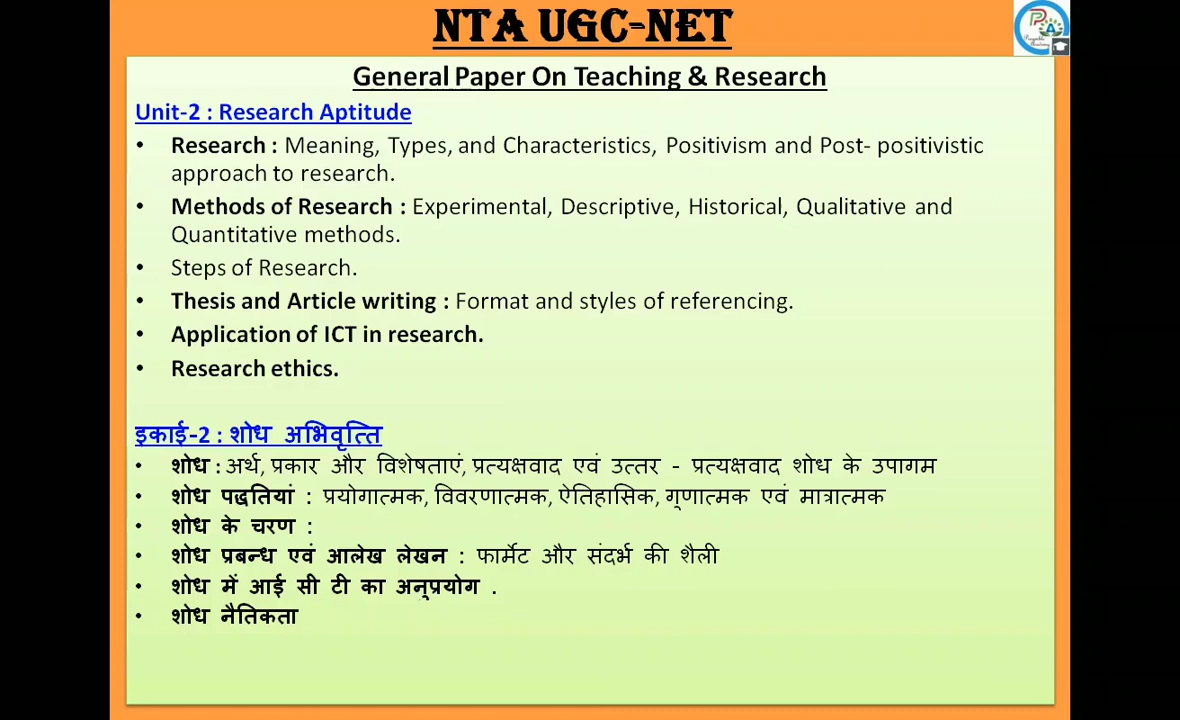 NTA UGC-NET
General Paper On Teaching & Research
Unit-2 : Research Aptitude
• Research : Meaning, Types, and Characteristics, Positivism and Post- positivistic
approach to research.
• Methods of Research : Experimental, Descriptive, Historical, Qualitative and
Quantitative methods.
• Steps of Research.
• Thesis and Article writing : Format and styles of referencing.
• Application of ICT in research.
• Research ethics.
इकाई-2 : शोध अभिवृत्ति
• शोध : अर्थ, प्रकार और विशेषताएं, प्रत्यक्षवाद एवं उत्तर - प्रत्यक्षवाद शोध के उपागम
• शोध पद्धतियां : प्रयोगात्मक, विवरणात्मक, ऐतिहासिक, गुणात्मक एवं मात्रात्मक
• शोध के चरण :
• शोध प्रबन्ध एवं आलेख लेखन : फार्मेट और संदर्भ की शैली
• शोध में आई सी टी का अनुप्रयोग .
• शोध नैतिकता